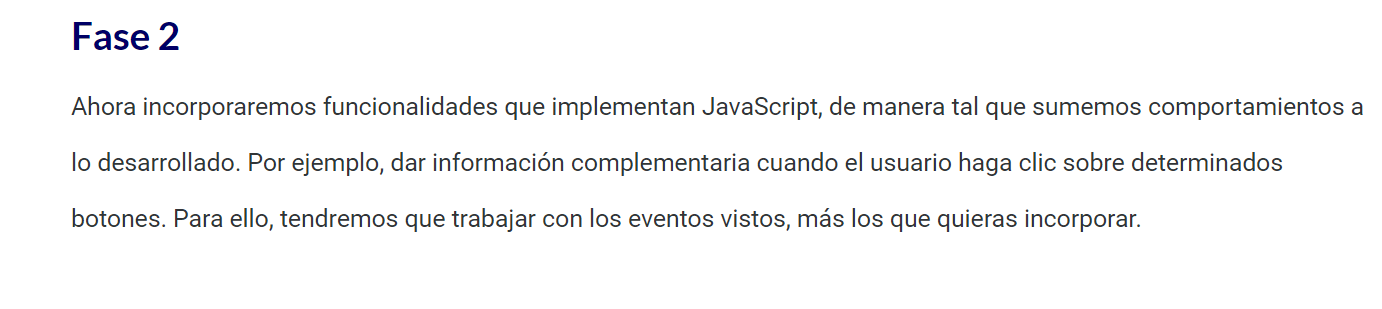 Fase 2
Ahora incorporaremos funcionalidades que implementan JavaScript, de manera tal que sumemos comportamientos a
lo desarrollado. Por ejemplo, dar información complementaria cuando el usuario haga clic sobre determinados
botones. Para ello, tendremos que trabajar con los eventos vistos, más los que quieras incorporar.